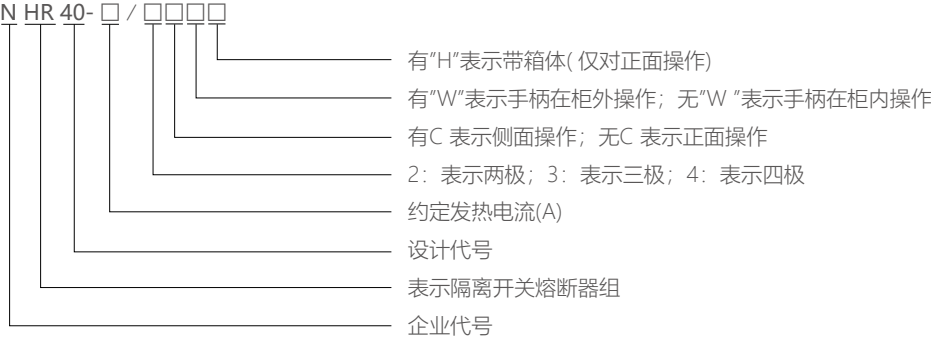 N HR 40- □ / □□□□
有"H"表示带箱体( 仅对正面操作)
有"W"表示手柄在柜外操作；无"W "表示手柄在柜内操作
有C 表示侧面操作；无C 表示正面操作
2：表示两极；3：表示三极；4：表示四极
约定发热电流(A)
设计代号
表示隔离开关熔断器组
企业代号